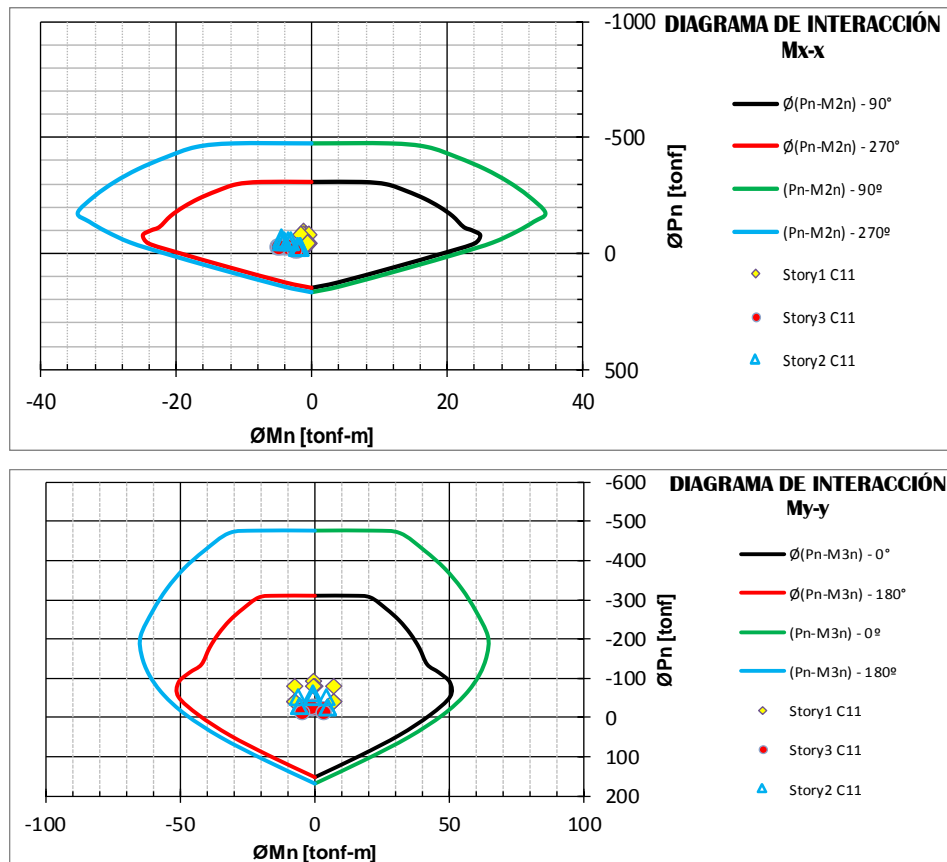 DIAGRAMA DE INTERACCIÓN
Mx-x
-1000
-500
0
500
ØPn [tonf]
-40
-20
0
20
40
ØMn [tonf-m]
Ø(Pn-M2n) - 90°
Ø(Pn-M2n) - 270°
(Pn-M2n) - 90º
(Pn-M2n) - 270º
Story1 C11
Story3 C11
Story2 C11
DIAGRAMA DE INTERACCIÓN
My-y
-600
-500
-400
-300
-200
-100
0
100
200
ØPn [tonf]
-100
-50
0
50
100
ØMn [tonf-m]
Ø(Pn-M3n) - 0°
Ø(Pn-M3n) - 180°
(Pn-M3n) - 0º
(Pn-M3n) - 180º
Story1 C11
Story3 C11
Story2 C11